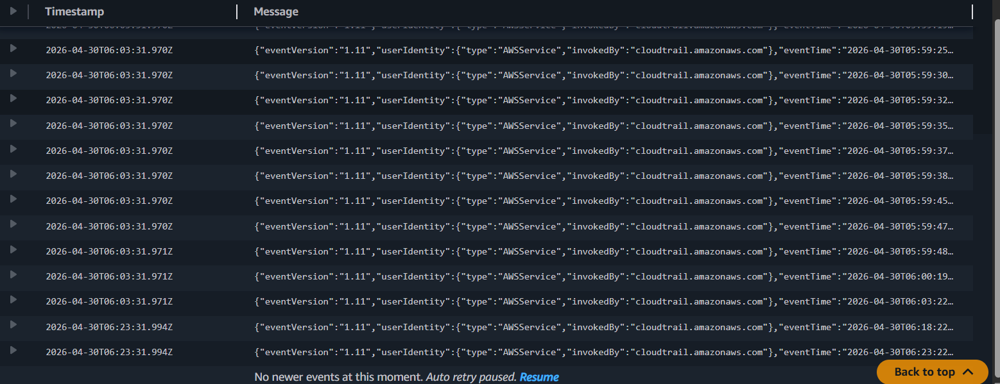 Timestamp Message
{"eventVersion":"1.11","userIdentity":{"type":"AWSService","invokedBy":"cloudtrail.amazonaws.com"},"eventTime":"
2026-04-30T06:03:31.970Z {"eventVersion":"1.11","userIdentity":{"type":"AWSService","invokedBy":"cloudtrail.amazonaws.com"},"eventTime":"2026-04-30T05:59:25…
2026-04-30T06:03:31.970Z {"eventVersion":"1.11","userIdentity":{"type":"AWSService","invokedBy":"cloudtrail.amazonaws.com"},"eventTime":"2026-04-30T05:59:30…
2026-04-30T06:03:31.970Z {"eventVersion":"1.11","userIdentity":{"type":"AWSService","invokedBy":"cloudtrail.amazonaws.com"},"eventTime":"2026-04-30T05:59:32…
2026-04-30T06:03:31.970Z {"eventVersion":"1.11","userIdentity":{"type":"AWSService","invokedBy":"cloudtrail.amazonaws.com"},"eventTime":"2026-04-30T05:59:35…
2026-04-30T06:03:31.970Z {"eventVersion":"1.11","userIdentity":{"type":"AWSService","invokedBy":"cloudtrail.amazonaws.com"},"eventTime":"2026-04-30T05:59:37…
2026-04-30T06:03:31.970Z {"eventVersion":"1.11","userIdentity":{"type":"AWSService","invokedBy":"cloudtrail.amazonaws.com"},"eventTime":"2026-04-30T05:59:38…
2026-04-30T06:03:31.970Z {"eventVersion":"1.11","userIdentity":{"type":"AWSService","invokedBy":"cloudtrail.amazonaws.com"},"eventTime":"2026-04-30T05:59:45…
2026-04-30T06:03:31.970Z {"eventVersion":"1.11","userIdentity":{"type":"AWSService","invokedBy":"cloudtrail.amazonaws.com"},"eventTime":"2026-04-30T05:59:47…
2026-04-30T06:03:31.971Z {"eventVersion":"1.11","userIdentity":{"type":"AWSService","invokedBy":"cloudtrail.amazonaws.com"},"eventTime":"2026-04-30T05:59:48…
2026-04-30T06:03:31.971Z {"eventVersion":"1.11","userIdentity":{"type":"AWSService","invokedBy":"cloudtrail.amazonaws.com"},"eventTime":"2026-04-30T06:00:19…
2026-04-30T06:03:31.971Z {"eventVersion":"1.11","userIdentity":{"type":"AWSService","invokedBy":"cloudtrail.amazonaws.com"},"eventTime":"2026-04-30T06:03:22…
2026-04-30T06:23:31.994Z {"eventVersion":"1.11","userIdentity":{"type":"AWSService","invokedBy":"cloudtrail.amazonaws.com"},"eventTime":"2026-04-30T06:18:22…
2026-04-30T06:23:31.994Z {"eventVersion":"1.11","userIdentity":{"type":"AWSService","invokedBy":"cloudtrail.amazonaws.com"},"eventTime":"2026-04-30T06:23:22…
No newer events at this moment. Auto retry paused. Resume
Back to top